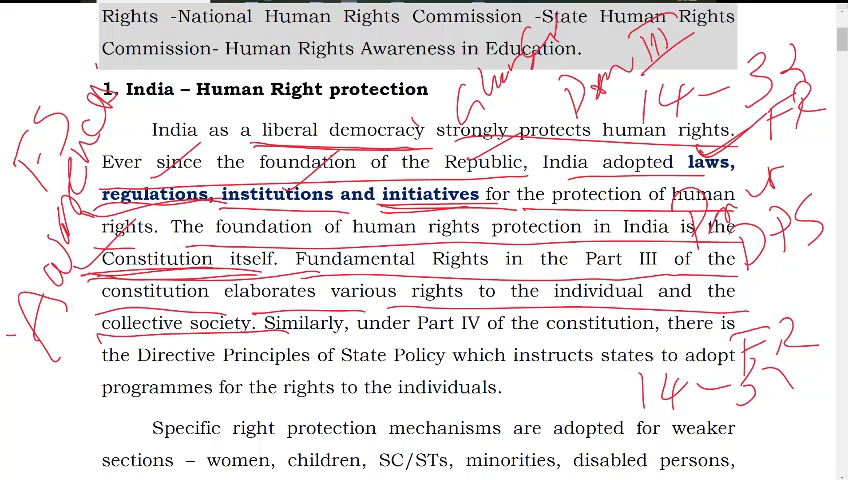 Rights -National Human Rights Commission -State Human Rights
Commission- Human Rights Awareness in Education.
1. India – Human Right protection
India as a liberal democracy strongly protects human rights.
Ever since the foundation of the Republic, India adopted laws,
regulations, institutions and initiatives for the protection of human
rights. The foundation of human rights protection in India is the
Constitution itself. Fundamental Rights in the Part III of the
constitution elaborates various rights to the individual and the
collective society. Similarly, under Part IV of the constitution, there is
the Directive Principles of State Policy which instructs states to adopt
programmes for the rights to the individuals.
Specific right protection mechanisms are adopted for weaker
sections – women, children, SC/STs, minorities, disabled persons,
III
14 –
FR
DPS
FR
14 –